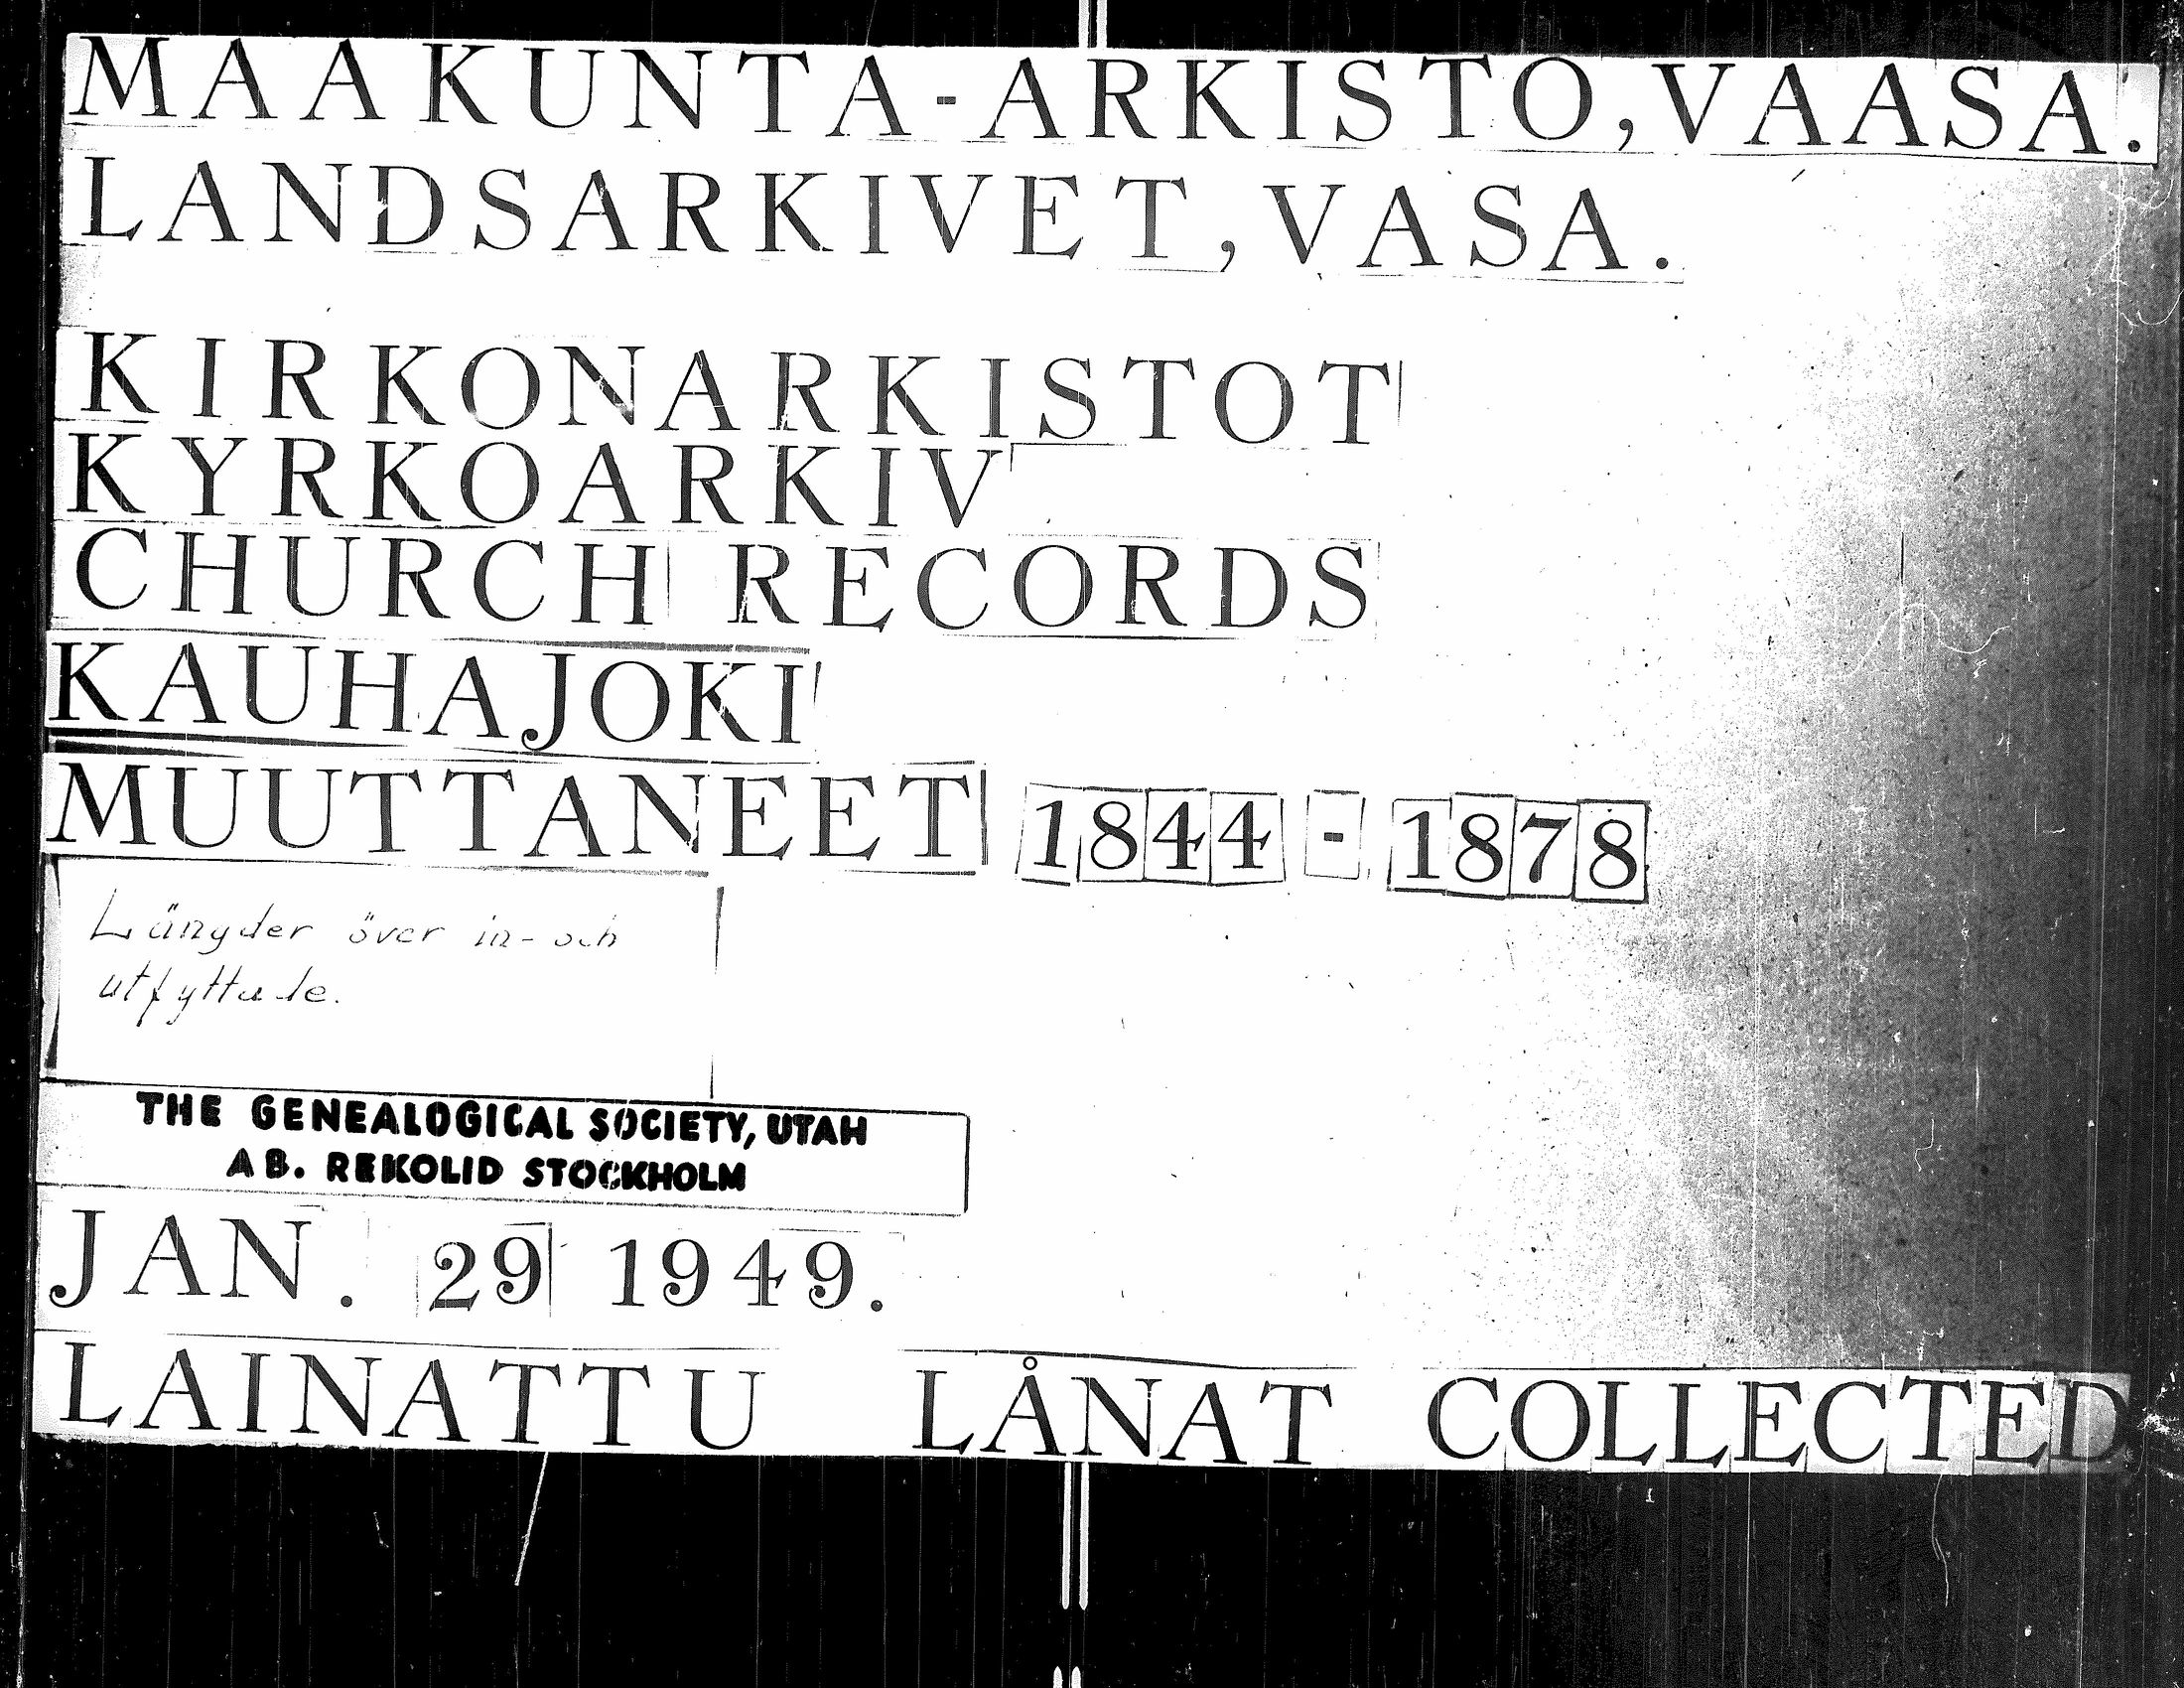 MAAKUNTA-ARKISTO, VAASA.
LANDSARKIVET, VASA.
KIRKONARKISTOT
KYRKOARKIV
CHURCH RECORDS
KAUHAJOKI
MUUTTANEET 1844-1878
Längder över in- och
utfyttade.
THE GENEALOGICAL SOCIETY, UTAH
AB. REKOLID STOCKHOLM
JAN. 29 1949.
LAINATTU LÅNAT COLLECTED